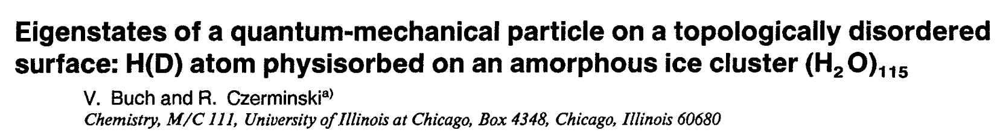 Eigenstates of a quantum-mechanical particle on a topologically disordered
surface: H(D) atom physisorbed on an amorphous ice cluster (H₂O)₁₁₅
V. Buch and R. Czerminskiᵃ⁾
Chemistry, M/C 111, University of Illinois at Chicago, Box 4348, Chicago, Illinois 60680